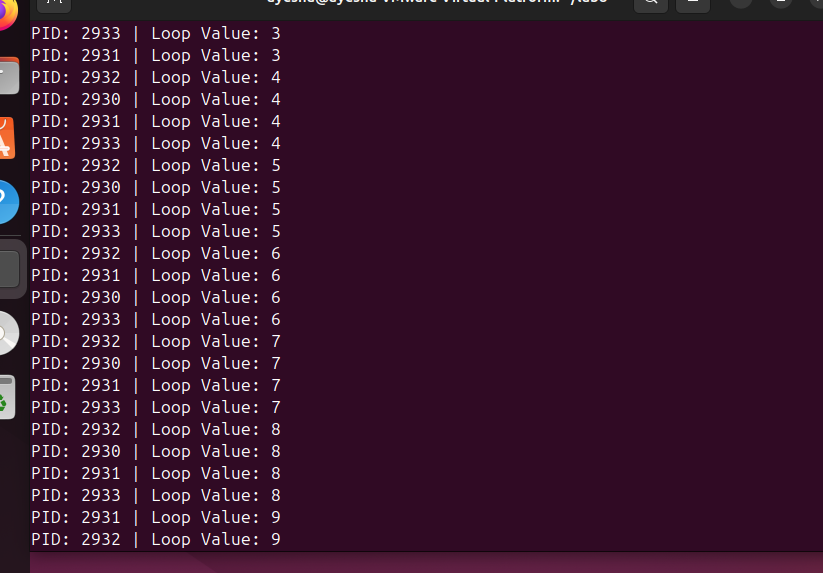 PID: 2933 | Loop Value: 3
PID: 2931 | Loop Value: 3
PID: 2932 | Loop Value: 4
PID: 2930 | Loop Value: 4
PID: 2931 | Loop Value: 4
PID: 2933 | Loop Value: 4
PID: 2932 | Loop Value: 5
PID: 2930 | Loop Value: 5
PID: 2931 | Loop Value: 5
PID: 2933 | Loop Value: 5
PID: 2932 | Loop Value: 6
PID: 2931 | Loop Value: 6
PID: 2930 | Loop Value: 6
PID: 2933 | Loop Value: 6
PID: 2932 | Loop Value: 7
PID: 2930 | Loop Value: 7
PID: 2931 | Loop Value: 7
PID: 2933 | Loop Value: 7
PID: 2932 | Loop Value: 8
PID: 2930 | Loop Value: 8
PID: 2931 | Loop Value: 8
PID: 2933 | Loop Value: 8
PID: 2931 | Loop Value: 9
PID: 2932 | Loop Value: 9